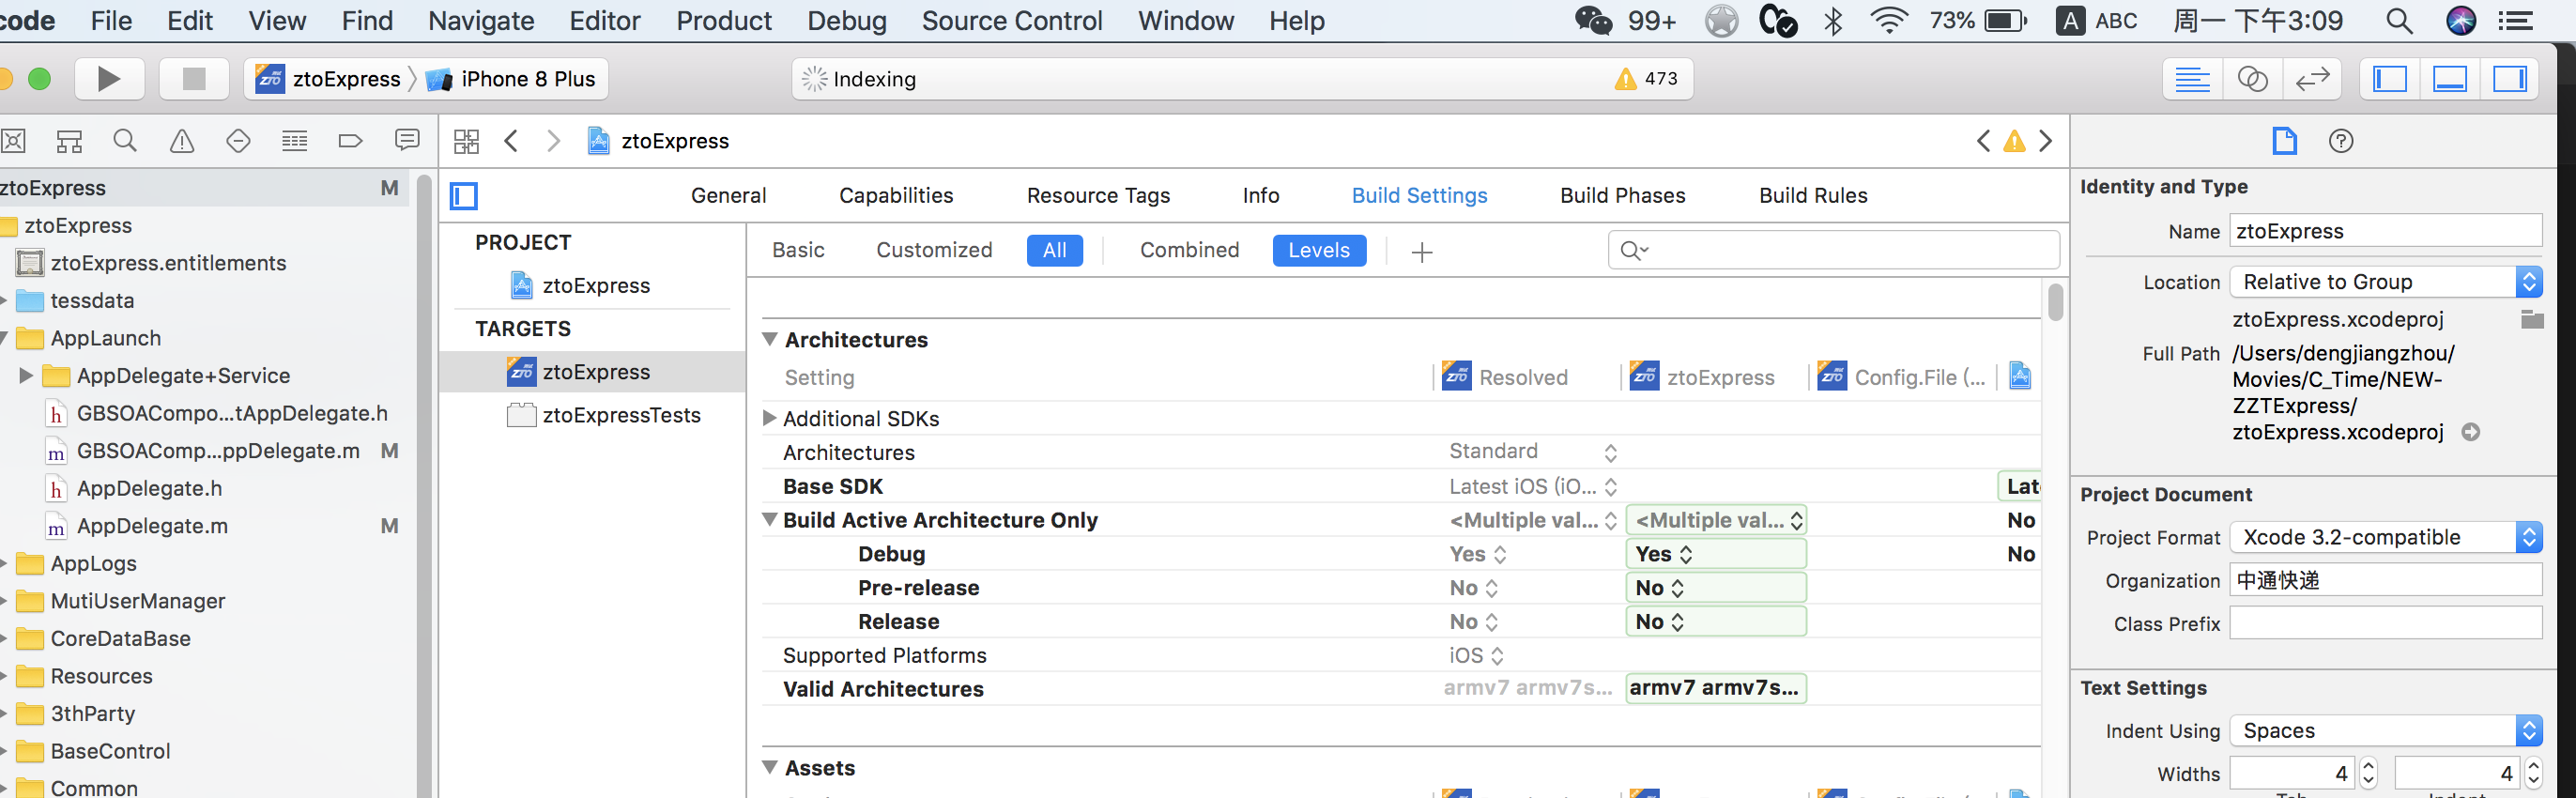 code File Edit View Find Navigate Editor Product Debug Source Control Window Help 99+ 73% A ABC 周一 下午3:09
ztoExpress iPhone 8 Plus Indexing 473
ztoExpress
ztoExpress M
ztoExpress
ztoExpress.entitlements
tessdata
AppLaunch
AppDelegate+Service
h GBSOACompo...tAppDelegate.h
m GBSOAComp...ppDelegate.m M
h AppDelegate.h
m AppDelegate.m M
AppLogs
MutiUserManager
CoreDataBase
Resources
3thParty
BaseControl
Common
General Capabilities Resource Tags Info Build Settings Build Phases Build Rules
PROJECT
ztoExpress
TARGETS
ztoExpress
ztoExpressTests
Basic Customized All Combined Levels +
Architectures
Setting Resolved ztoExpress Config.File (...
Additional SDKs
Architectures Standard
Base SDK Latest iOS (iO... Lat
Build Active Architecture Only <Multiple val... <Multiple val... No
Debug Yes Yes No
Pre-release No No
Release No No
Supported Platforms iOS
Valid Architectures armv7 armv7s... armv7 armv7s...
Assets
Identity and Type
Name ztoExpress
Location Relative to Group
ztoExpress.xcodeproj
Full Path /Users/dengjiangzhou/
Movies/C_Time/NEW-
ZZTExpress/
ztoExpress.xcodeproj
Project Document
Project Format Xcode 3.2-compatible
Organization 中通快递
Class Prefix
Text Settings
Indent Using Spaces
Widths 4 4